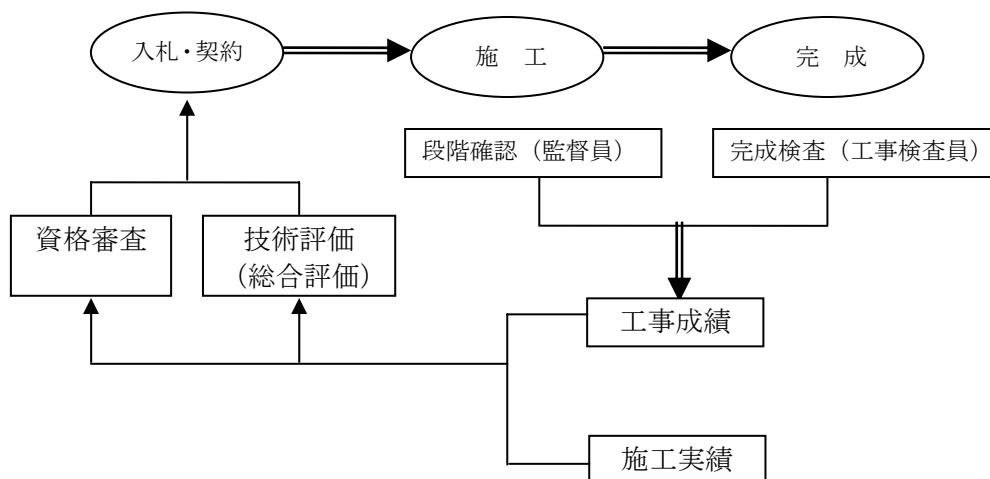 入札・契約
施 工
完 成
段階確認（監督員）
完成検査（工事検査員）
資格審査
技術評価
（総合評価）
工事成績
施工実績